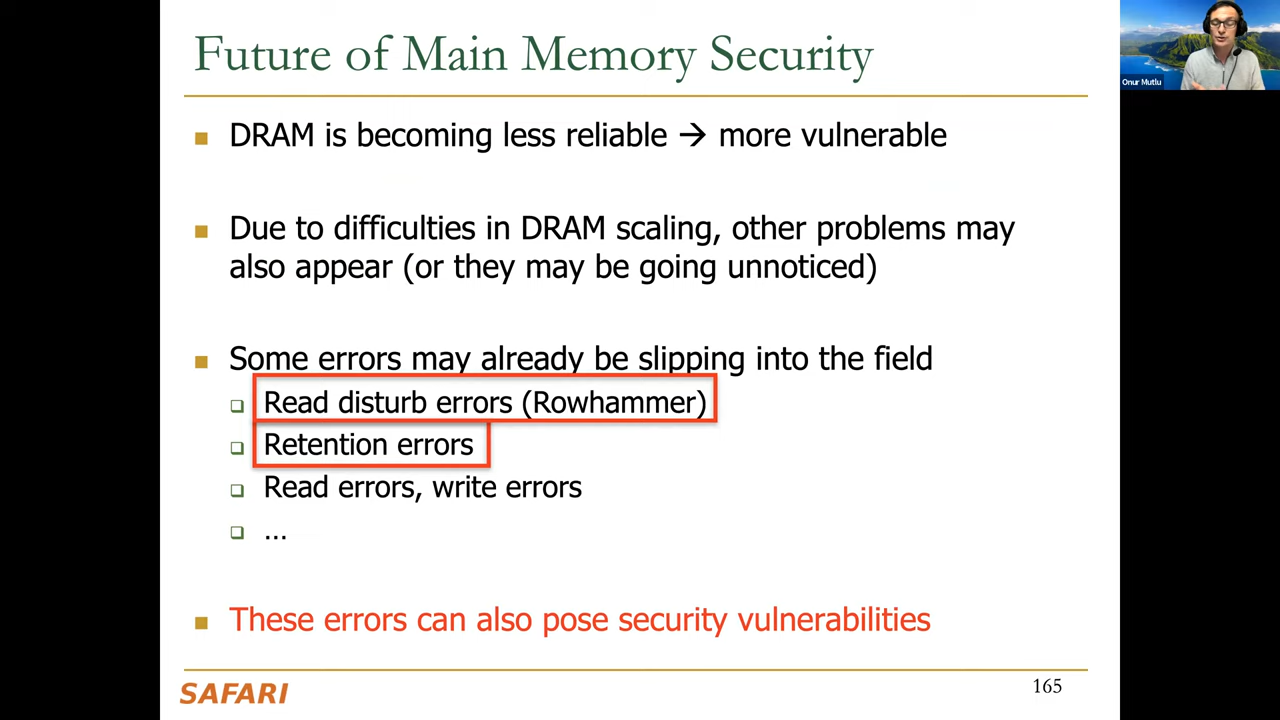 Future of Main Memory Security
Onur Mutlu
DRAM is becoming less reliable → more vulnerable
Due to difficulties in DRAM scaling, other problems may
also appear (or they may be going unnoticed)
Some errors may already be slipping into the field
Read disturb errors (Rowhammer)
Retention errors
Read errors, write errors
...
These errors can also pose security vulnerabilities
SAFARI
165